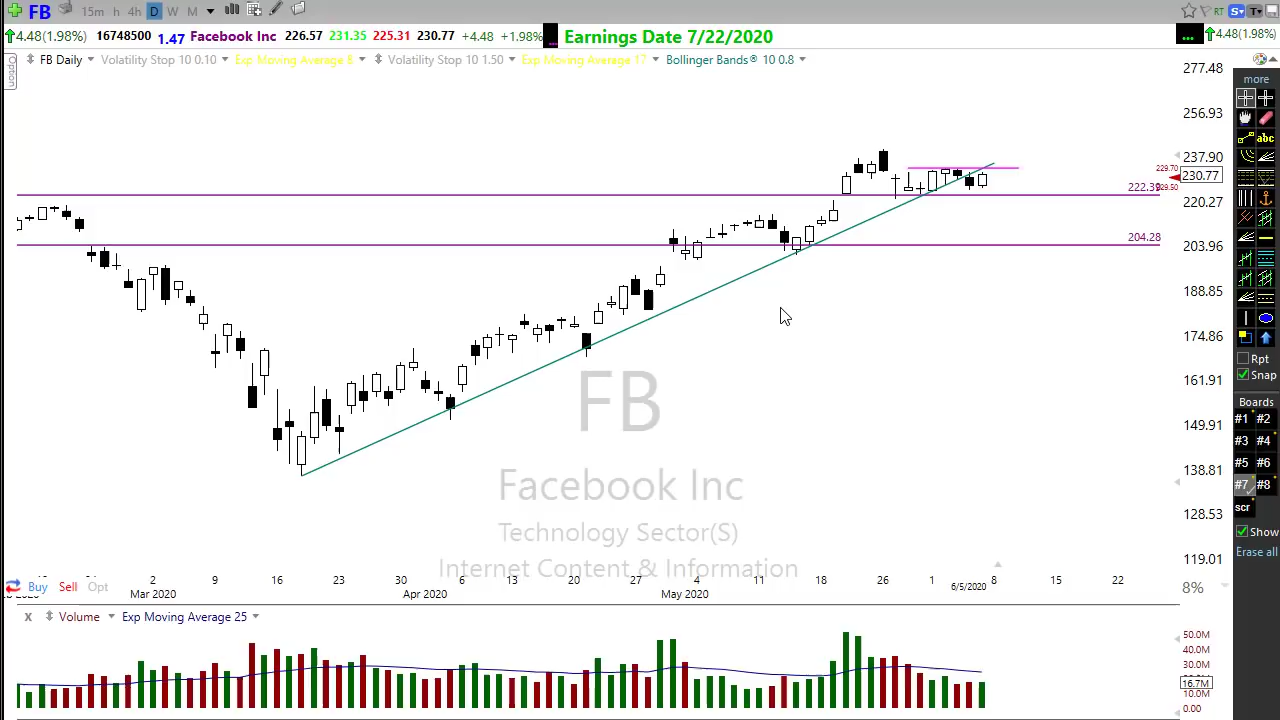 FB 15m h 4h D W M RT S T
4.48(1.98%) 16748500 1.47 Facebook Inc 226.57 231.35 225.31 230.77 +4.48 +1.98% Earnings Date 7/22/2020 ... 4.48(1.98%)
Option FB Daily Volatility Stop 10 0.10 Exp Moving Average 8 Volatility Stop 10 1.50 Exp Moving Average 17 Bollinger Bands® 10 0.8
277.48
more
256.93
abc
237.90
229.70
230.77
222.39
220.27
204.28
203.96
188.85
174.86
Rpt
Snap
161.91
FB
Boards
#1 #2
149.91
#3 #4
#5 #6
138.81
Facebook Inc
#7 #8
scr
128.53
Technology Sector(S)
Show
Erase all
119.01
Internet Content & Information
2 9 16 23 30 6 13 20 27 4 11 18 26 1 8 15 22
Buy Sell Opt 6/5/2020 8%
Mar 2020 Apr 2020 May 2020
X Volume Exp Moving Average 25
50.0M
40.0M
30.0M
16.7M
10.0M
0.00